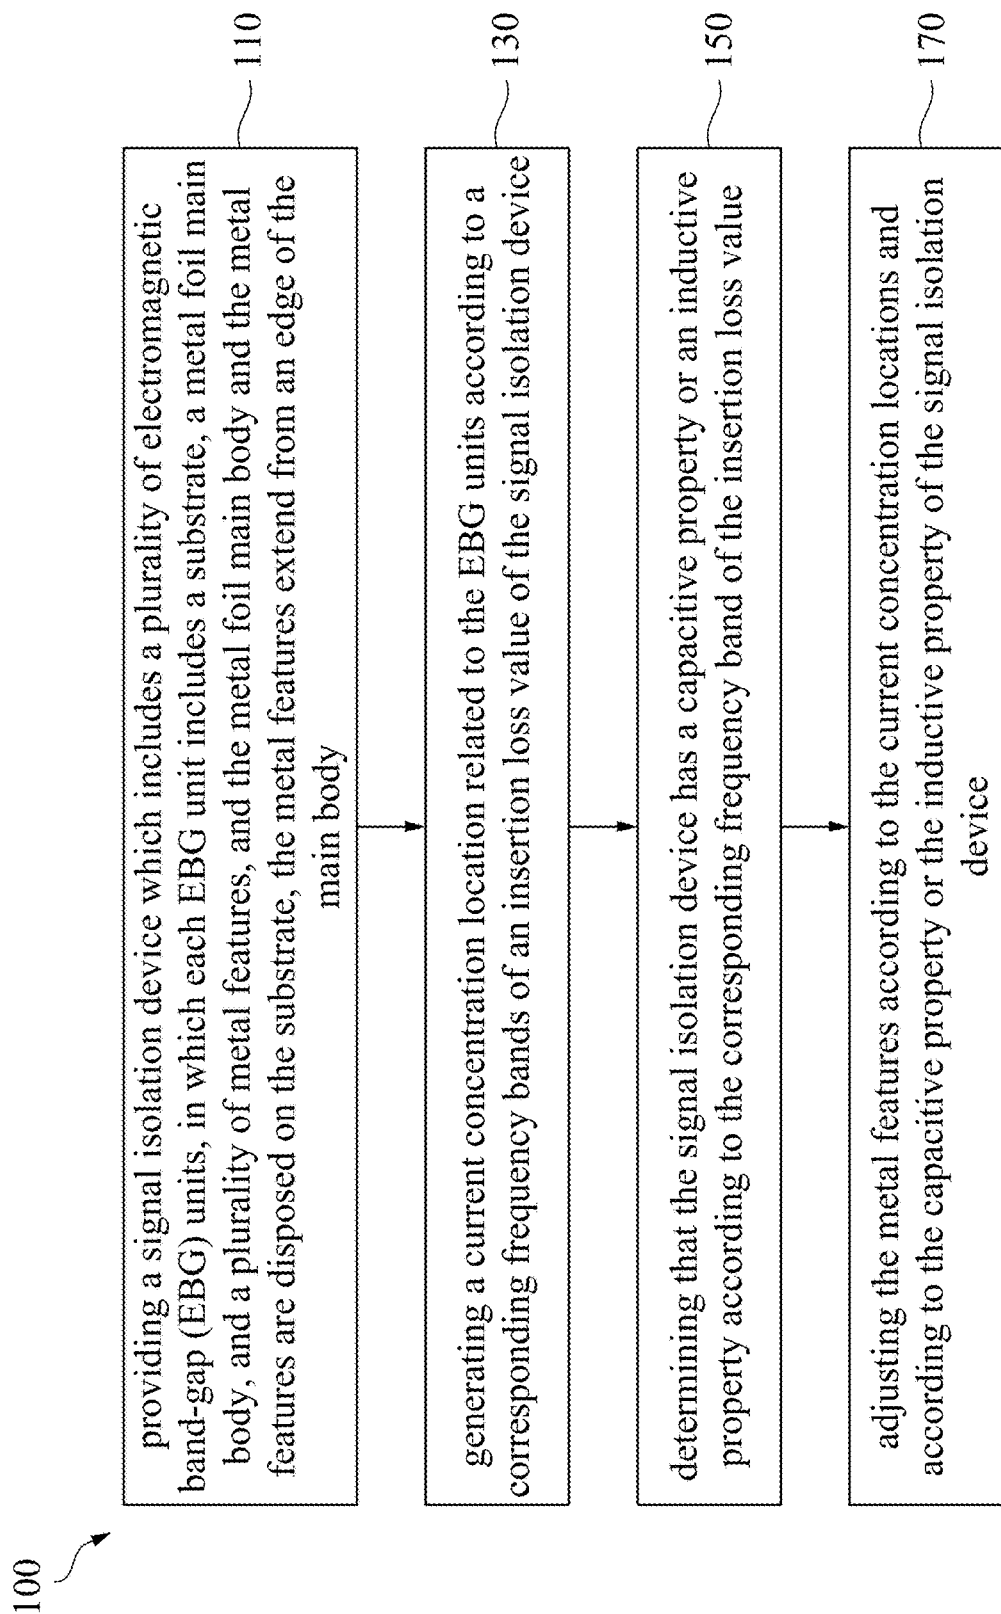 100
providing a signal isolation device which includes a plurality of electromagnetic
band-gap (EBG) units, in which each EBG unit includes a substrate, a metal foil main
body, and a plurality of metal features, and the metal foil main body and the metal
features are disposed on the substrate, the metal features extend from an edge of the
main body
110
generating a current concentration location related to the EBG units according to a
corresponding frequency bands of an insertion loss value of the signal isolation device
130
determining that the signal isolation device has a capacitive property or an inductive
property according to the corresponding frequency band of the insertion loss value
150
adjusting the metal features according to the current concentration locations and
according to the capacitive property or the inductive property of the signal isolation
device
170